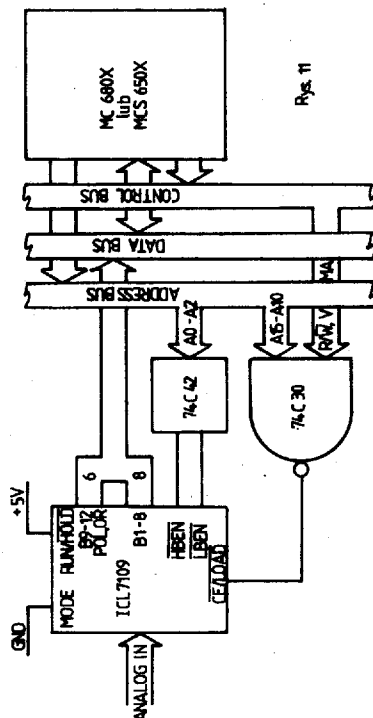 GND
+5V
MODE RUN/HOLD
B9-12
POL,OR
ICL7109
B1-8
HBEN
LBEN
CE/LOAD
ANALOG IN
6
8
74C42
A0-A2
A15-A10
R/W, VMA
74C30
ADDRESS BUS
DATA BUS
CONTROL BUS
MC 680X
lub
MCS 650X
Rys. 11